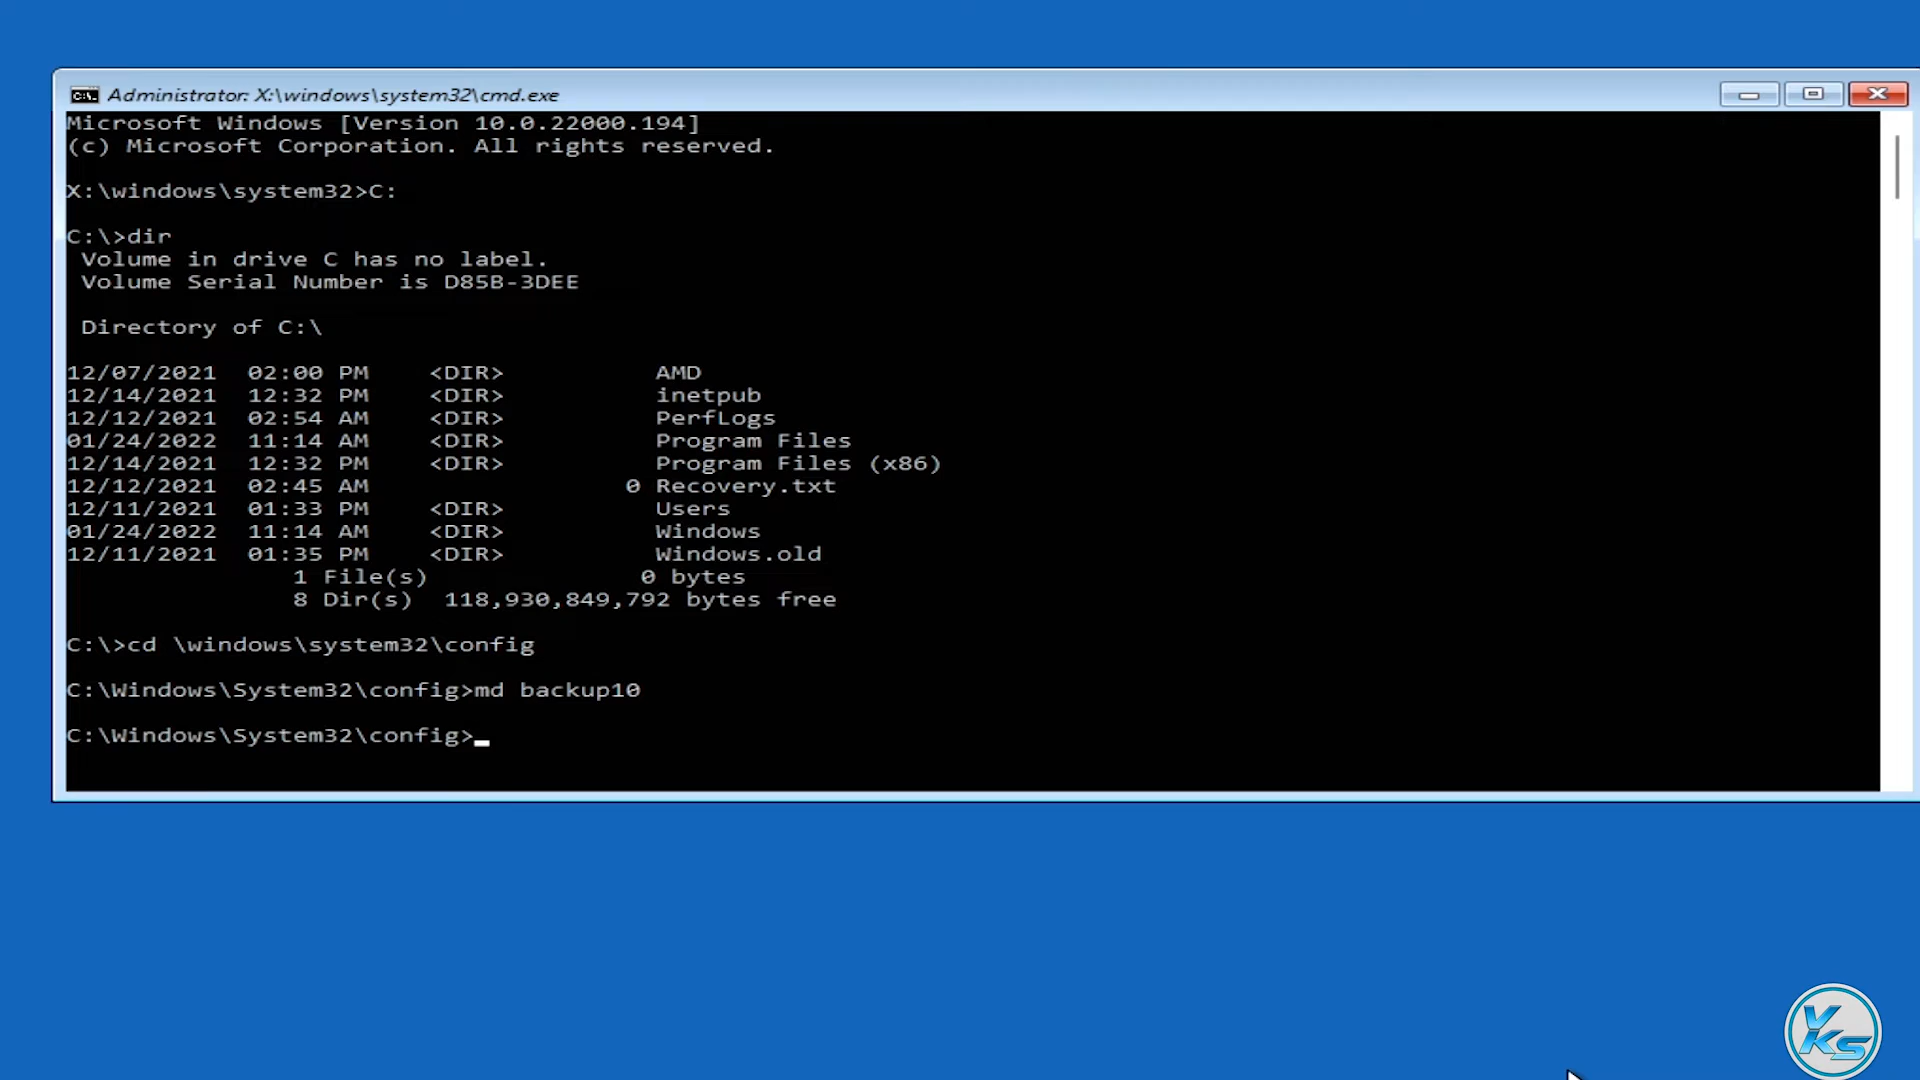 Administrator: X:\windows\system32\cmd.exe
Microsoft Windows [Version 10.0.22000.194]
(c) Microsoft Corporation. All rights reserved.
X:\windows\system32>C:
C:\>dir
Volume in drive C has no label.
Volume Serial Number is D85B-3DEE
Directory of C:\
12/07/2021 02:00 PM <DIR> AMD
12/14/2021 12:32 PM <DIR> inetpub
12/12/2021 02:54 AM <DIR> PerfLogs
01/24/2022 11:14 AM <DIR> Program Files
12/14/2021 12:32 PM <DIR> Program Files (x86)
12/12/2021 02:45 AM 0 Recovery.txt
12/11/2021 01:33 PM <DIR> Users
01/24/2022 11:14 AM <DIR> Windows
12/11/2021 01:35 PM <DIR> Windows.old
1 File(s) 0 bytes
8 Dir(s) 118,930,849,792 bytes free
C:\>cd \windows\system32\config
C:\Windows\System32\config>md backup10
C:\Windows\System32\config>
VKS